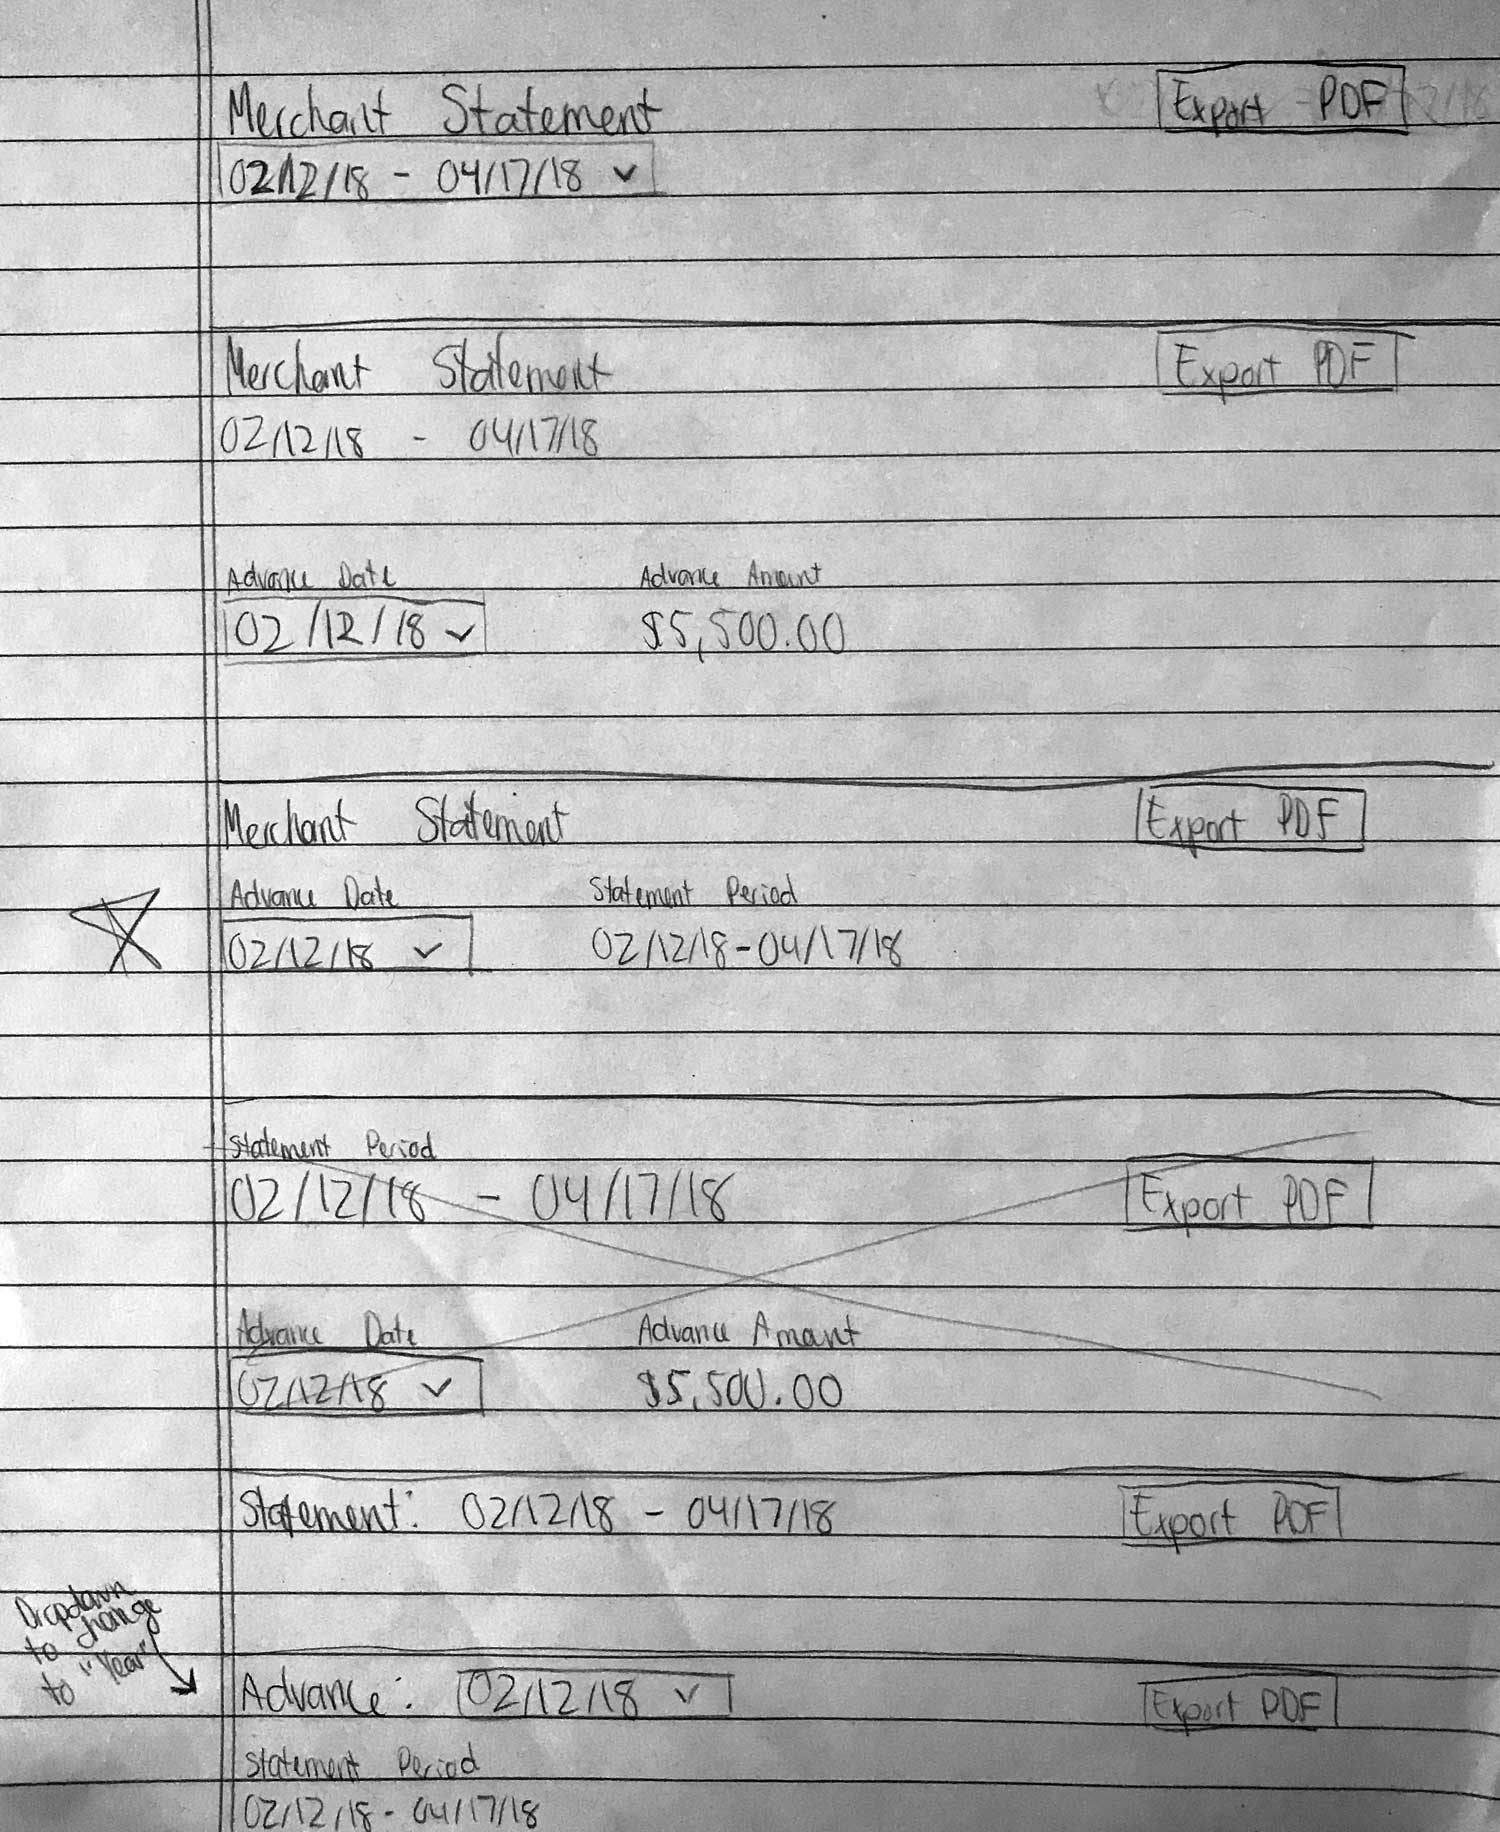 Merchant Statement Export PDF
02/12/18 - 04/17/18
Merchant Statement Export PDF
02/12/18 - 04/17/18
Advance Date Advance Amount
02/12/18 $5,500.00
Merchant Statement Export PDF
Advance Date Statement Period
02/12/18 02/12/18-04/17/18
Statement Period
02/12/18 - 04/17/18 Export PDF
Advance Date Advance Amount
02/12/18 $5,500.00
Statement: 02/12/18 - 04/17/18 Export PDF
Dropdown
to change
to "Year"
Advance: 02/12/18 Export PDF
Statement Period
02/12/18 - 04/17/18